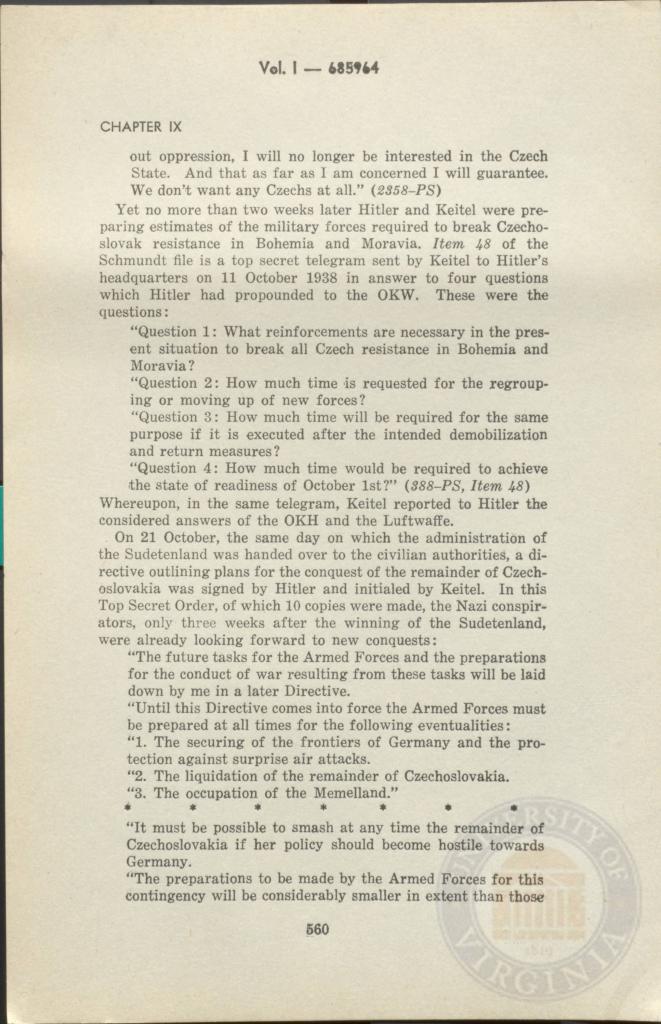 Vol. I — 685964
CHAPTER IX
out oppression, I will no longer be interested in the Czech
State. And that as far as I am concerned I will guarantee.
We don't want any Czechs at all." (2358–PS)
Yet no more than two weeks later Hitler and Keitel were pre-
paring estimates of the military forces required to break Czecho-
slovak resistance in Bohemia and Moravia. Item 48 of the
Schmundt file is a top secret telegram sent by Keitel to Hitler's
headquarters on 11 October 1938 in answer to four questions
which Hitler had propounded to the OKW. These were the
questions:
"Question 1: What reinforcements are necessary in the pres-
ent situation to break all Czech resistance in Bohemia and
Moravia?
"Question 2: How much time is requested for the regroup-
ing or moving up of new forces?
"Question 3: How much time will be required for the same
purpose if it is executed after the intended demobilization
and return measures?
"Question 4: How much time would be required to achieve
the state of readiness of October 1st?" (388–PS, Item 48)
Whereupon, in the same telegram, Keitel reported to Hitler the
considered answers of the OKH and the Luftwaffe.
On 21 October, the same day on which the administration of
the Sudetenland was handed over to the civilian authorities, a di-
rective outlining plans for the conquest of the remainder of Czech-
oslovakia was signed by Hitler and initialed by Keitel. In this
Top Secret Order, of which 10 copies were made, the Nazi conspir-
ators, only three weeks after the winning of the Sudetenland,
were already looking forward to new conquests:
"The future tasks for the Armed Forces and the preparations
for the conduct of war resulting from these tasks will be laid
down by me in a later Directive.
"Until this Directive comes into force the Armed Forces must
be prepared at all times for the following eventualities:
"1. The securing of the frontiers of Germany and the pro-
tection against surprise air attacks.
"2. The liquidation of the remainder of Czechoslovakia.
"3. The occupation of the Memelland."
* * * * * * *
"It must be possible to smash at any time the remainder of
Czechoslovakia if her policy should become hostile towards
Germany.
"The preparations to be made by the Armed Forces for this
contingency will be considerably smaller in extent than those
560
UNIVERSITY OF
VIRGINIA
1819